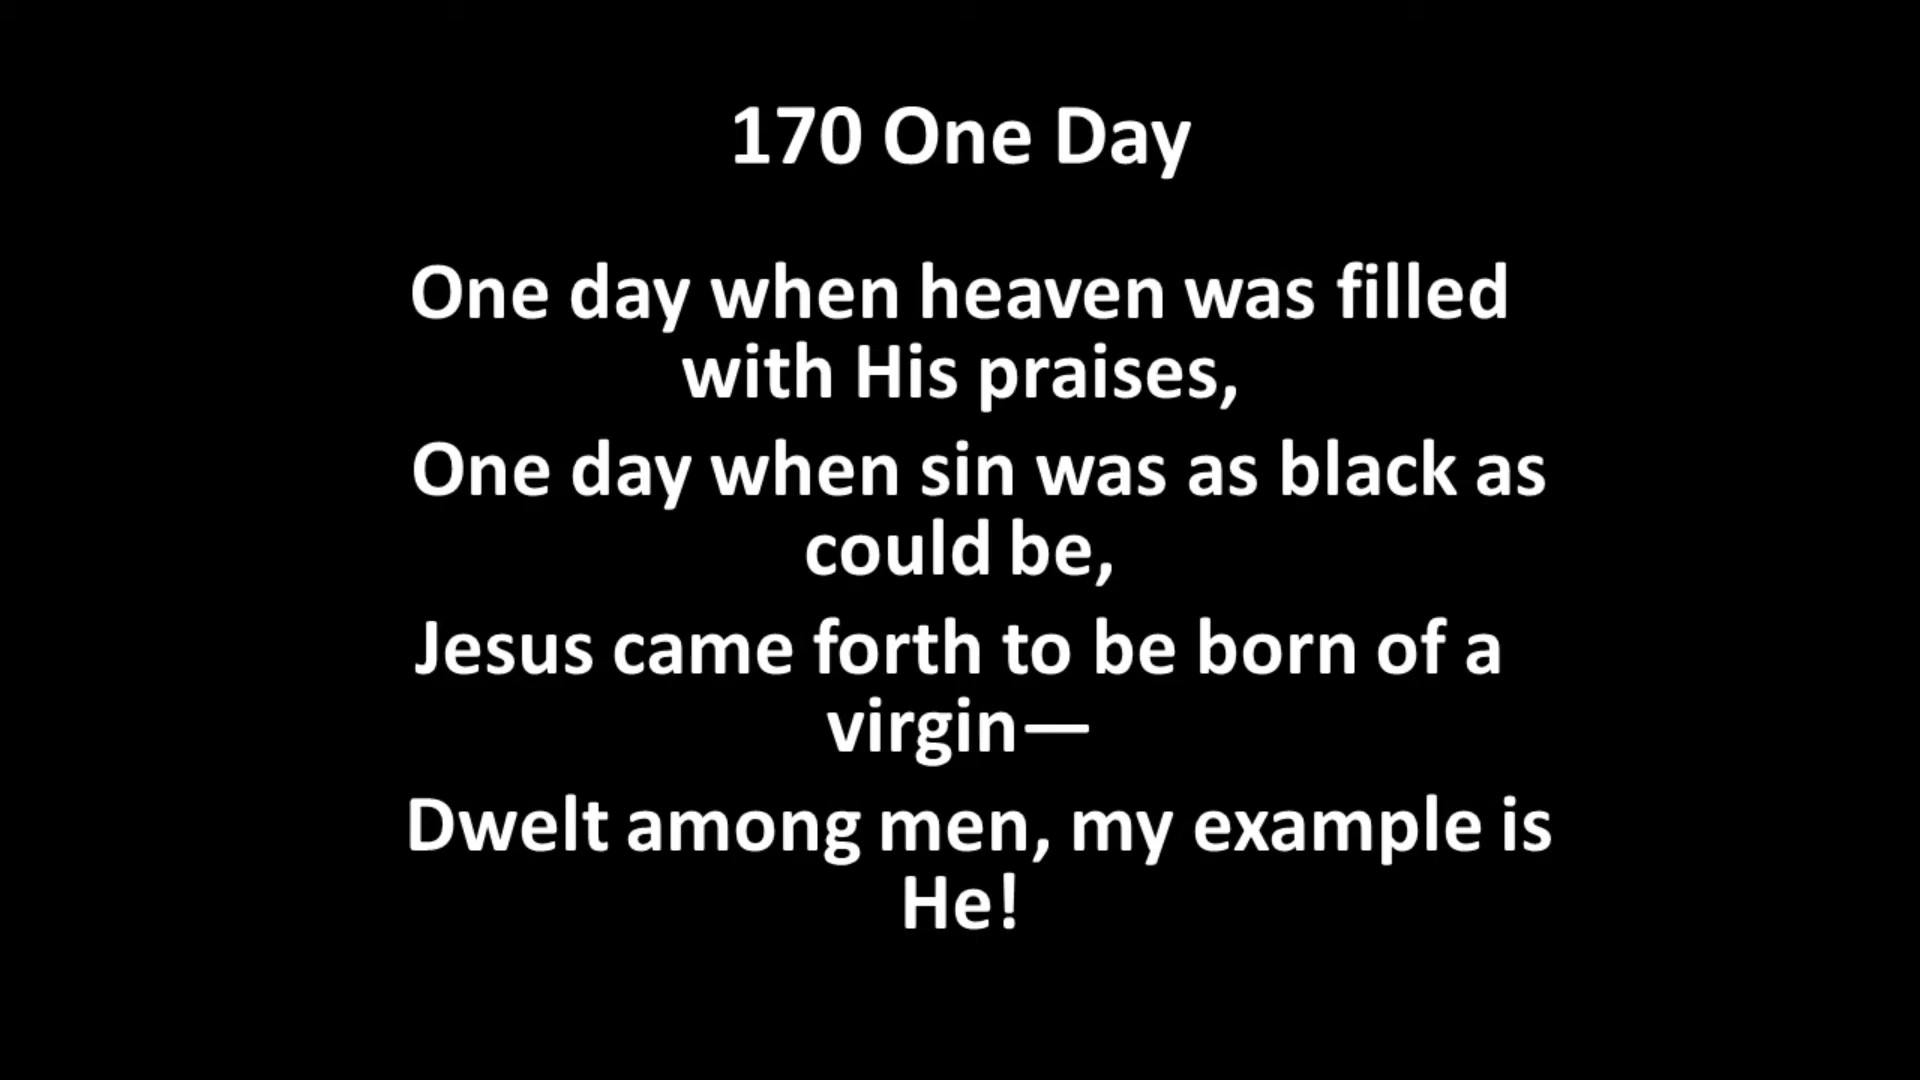 170 One Day
One day when heaven was filled
with His praises,
One day when sin was as black as
could be,
Jesus came forth to be born of a
virgin—
Dwelt among men, my example is
He!